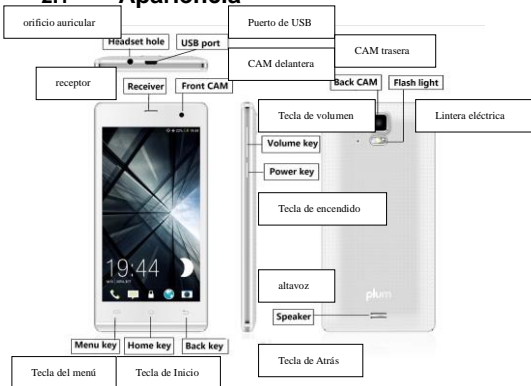 2.1 Apariencia
orificio auricular
Puerto de USB
Headset hole
USB port
CAM trasera
CAM delantera
receptor
Receiver
Front CAM
Back CAM
Flash light
Tecla de volumen
Lintera eléctrica
Volume key
Power key
Tecla de encendido
19:44
altavoz
plum
Speaker
Menu key
Home key
Back key
Tecla de Atrás
Tecla del menú
Tecla de Inicio